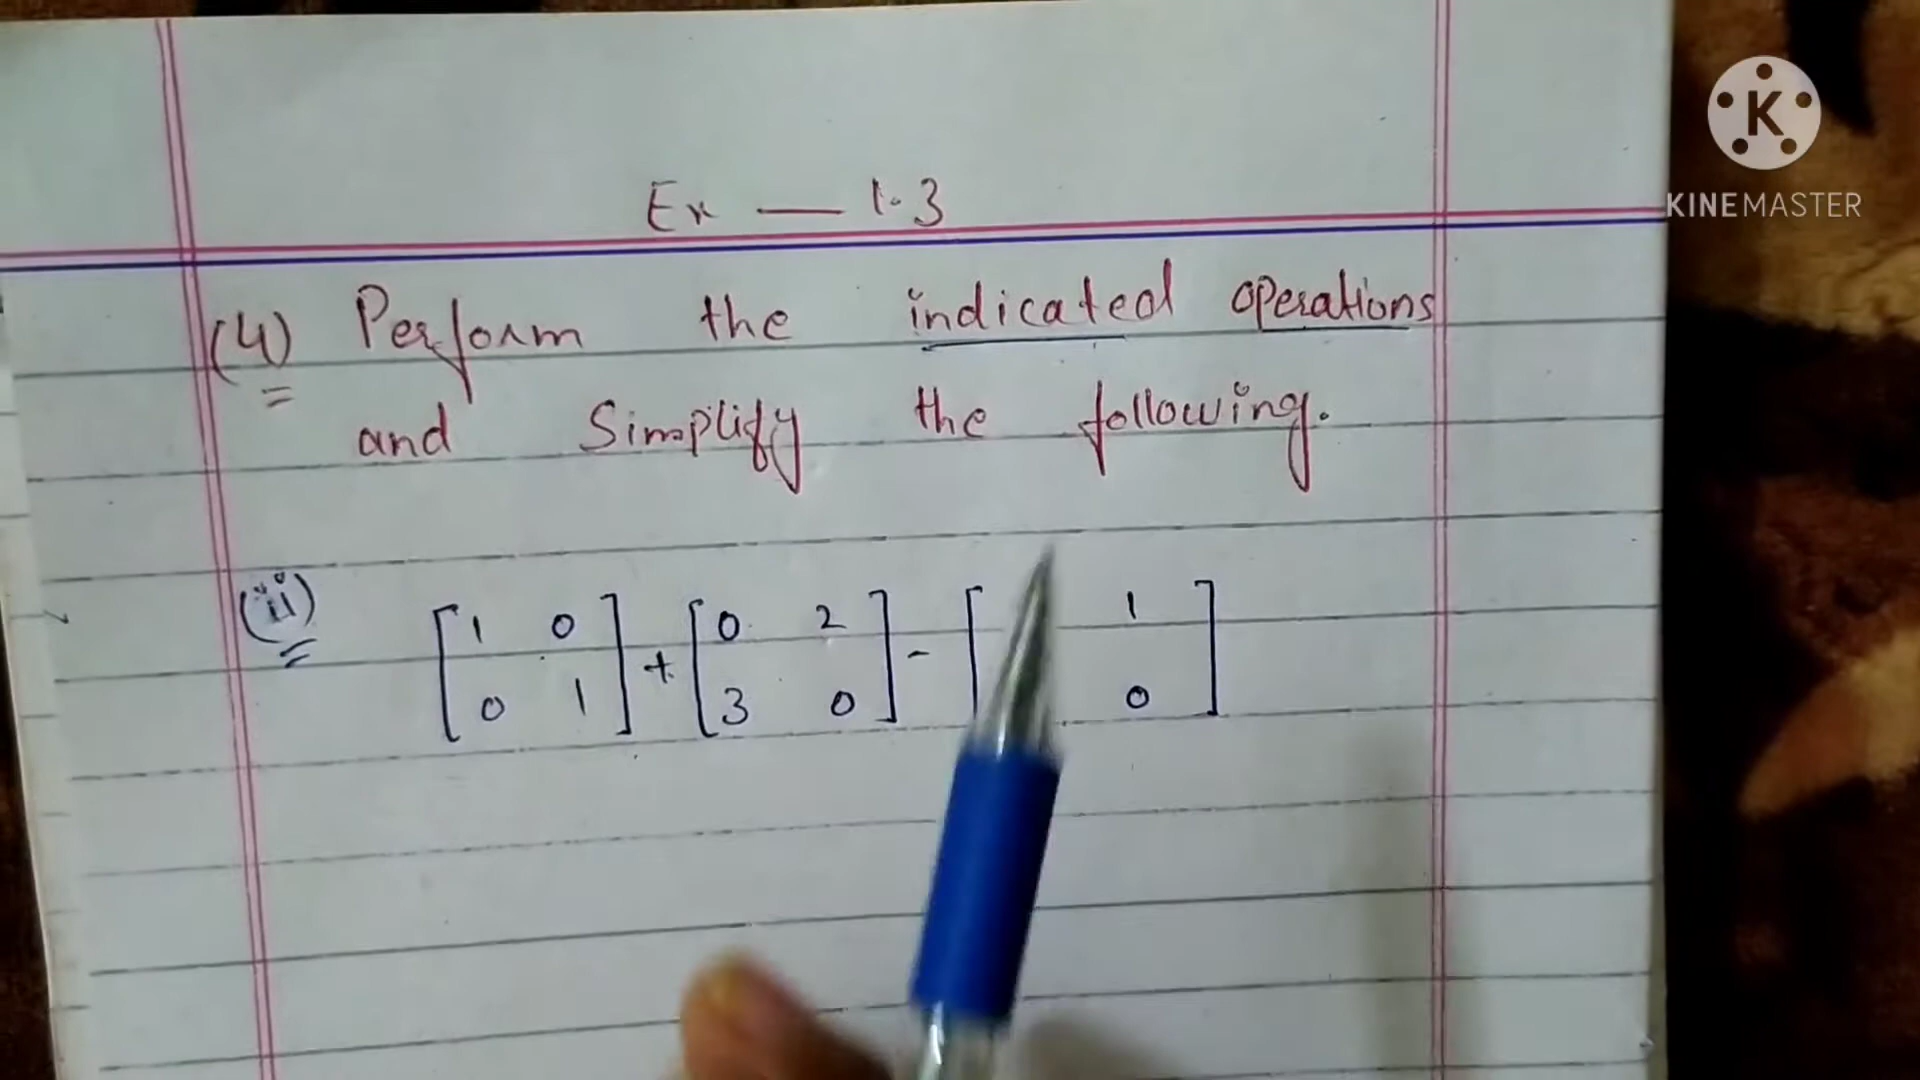 Ex — 1.3
(4) Perform the indicated operations
and Simplify the following.
(ii) [1 0] + [0 2] - [ 1]
[0 1] [3 0] [ 0]
K
KINEMASTER